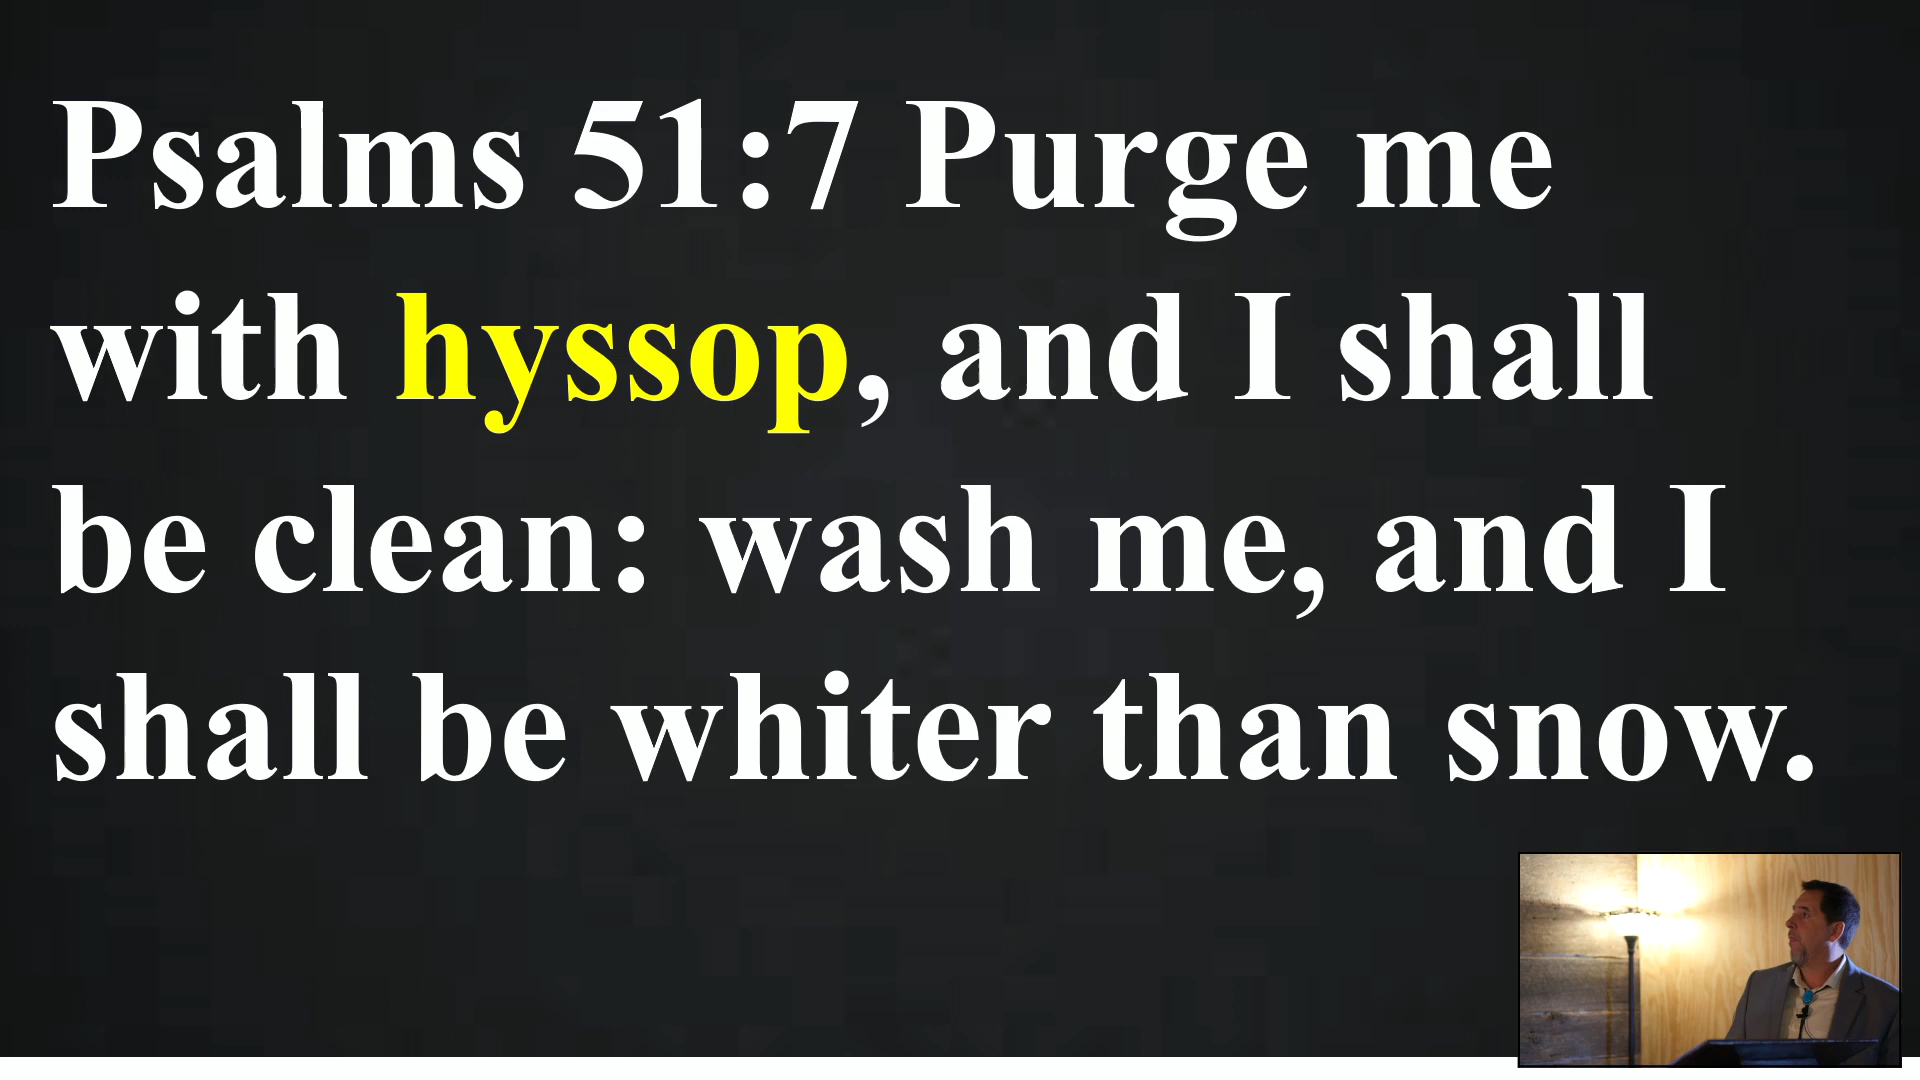 Psalms 51:7 Purge me
with hyssop, and I shall
be clean: wash me, and I
shall be whiter than snow.